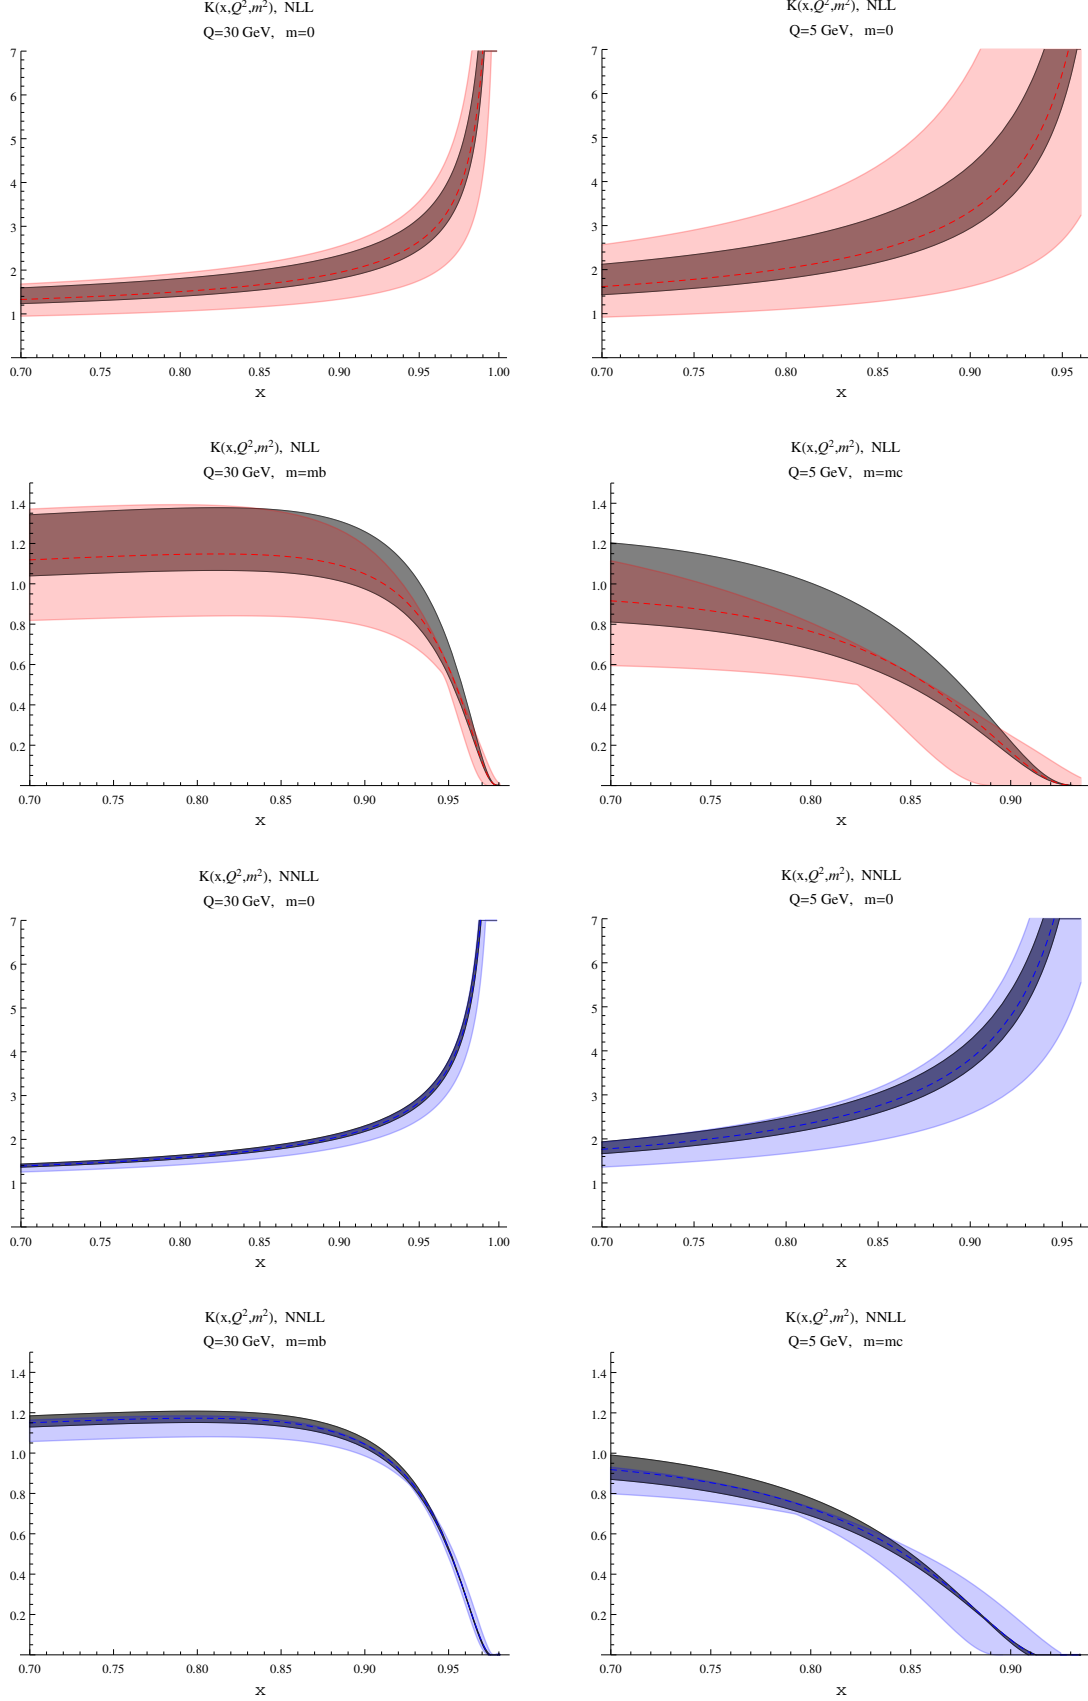 K(x,Q²,m²), NLL
Q=30 GeV, m=0
7
6
5
4
3
2
1
0.70 0.75 0.80 0.85 0.90 0.95 1.00
x
K(x,Q²,m²), NLL
Q=5 GeV, m=0
7
6
5
4
3
2
1
0.70 0.75 0.80 0.85 0.90 0.95
x
K(x,Q²,m²), NLL
Q=30 GeV, m=mb
1.4
1.2
1.0
0.8
0.6
0.4
0.2
0.70 0.75 0.80 0.85 0.90 0.95
x
K(x,Q²,m²), NLL
Q=5 GeV, m=mc
1.4
1.2
1.0
0.8
0.6
0.4
0.2
0.70 0.75 0.80 0.85 0.90
x
K(x,Q²,m²), NNLL
Q=30 GeV, m=0
7
6
5
4
3
2
1
0.70 0.75 0.80 0.85 0.90 0.95 1.00
x
K(x,Q²,m²), NNLL
Q=5 GeV, m=0
7
6
5
4
3
2
1
0.70 0.75 0.80 0.85 0.90 0.95
x
K(x,Q²,m²), NNLL
Q=30 GeV, m=mb
1.4
1.2
1.0
0.8
0.6
0.4
0.2
0.70 0.75 0.80 0.85 0.90 0.95
x
K(x,Q²,m²), NNLL
Q=5 GeV, m=mc
1.4
1.2
1.0
0.8
0.6
0.4
0.2
0.70 0.75 0.80 0.85 0.90
x